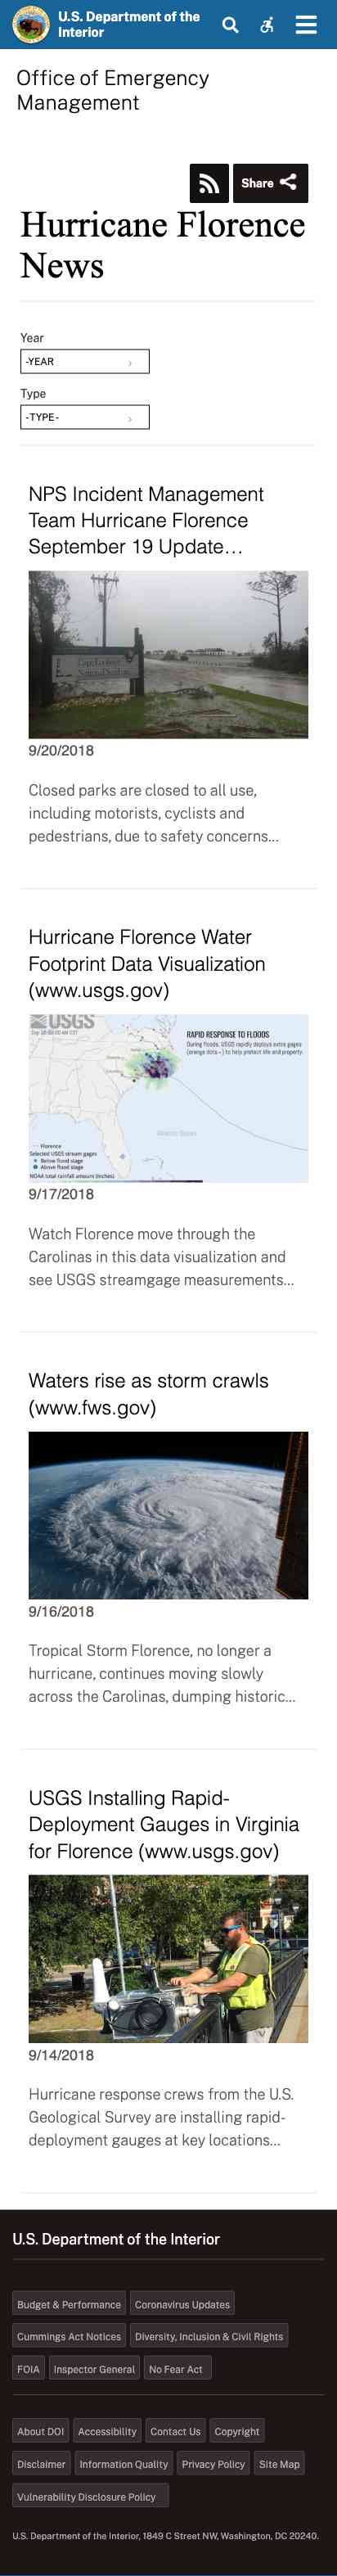 U.S. Department of the
Interior
Office of Emergency
Management
Share
Hurricane Florence
News
Year
-YEAR
Type
-TYPE-
NPS Incident Management
Team Hurricane Florence
September 19 Update...
9/20/2018
Closed parks are closed to all use,
including motorists, cyclists and
pedestrians, due to safety concerns...
Hurricane Florence Water
Footprint Data Visualization
(www.usgs.gov)
USGS
RAPID RESPONSE TO FLOODS
During floods, USGS rapidly deploys extra gages
(orange dots - ) to help protect life and property.
Florence
Selected USGS stream gages
Below flood stage
Above flood stage
NOAA total rainfall amount (inches)
9/17/2018
Watch Florence move through the
Carolinas in this data visualization and
see USGS streamgage measurements...
Waters rise as storm crawls
(www.fws.gov)
9/16/2018
Tropical Storm Florence, no longer a
hurricane, continues moving slowly
across the Carolinas, dumping historic...
USGS Installing Rapid-
Deployment Gauges in Virginia
for Florence (www.usgs.gov)
9/14/2018
Hurricane response crews from the U.S.
Geological Survey are installing rapid-
deployment gauges at key locations...
U.S. Department of the Interior
Budget & Performance Coronavirus Updates
Cummings Act Notices Diversity, Inclusion & Civil Rights
FOIA Inspector General No Fear Act
About DOI Accessibility Contact Us Copyright
Disclaimer Information Quality Privacy Policy Site Map
Vulnerability Disclosure Policy
U.S. Department of the Interior, 1849 C Street NW, Washington, DC 20240.